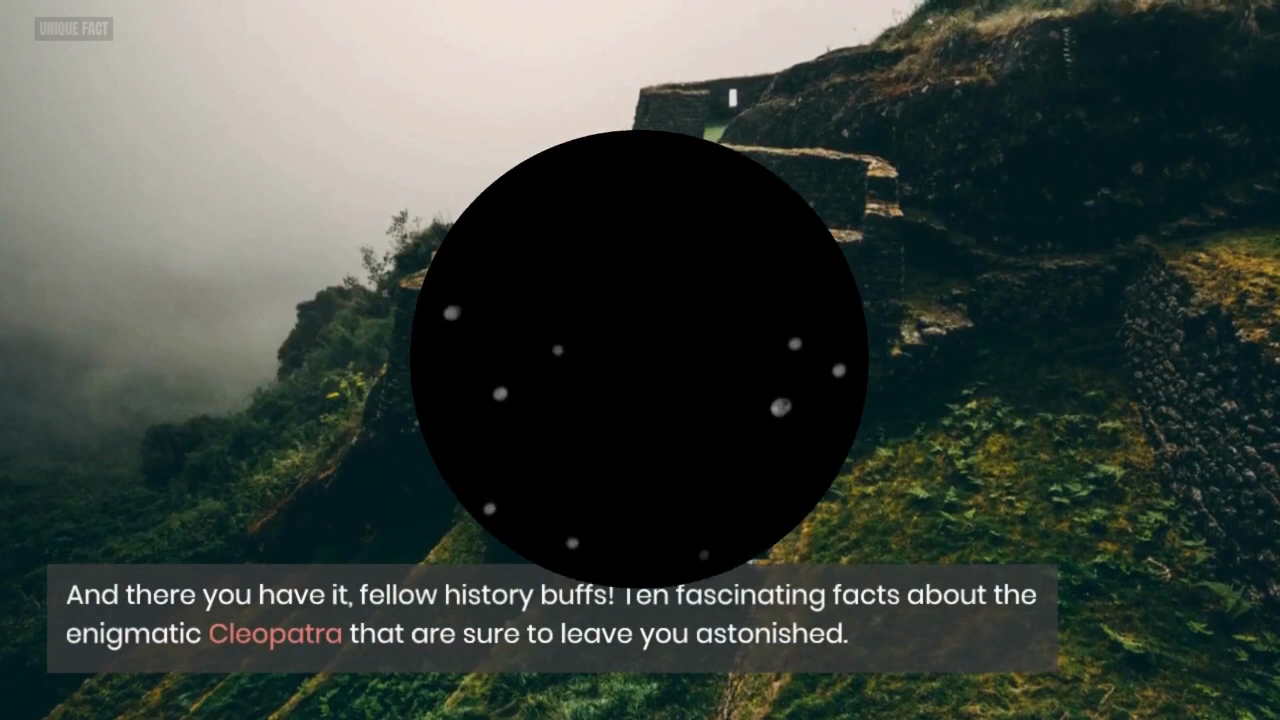 UNIQUE FACT
And there you have it, fellow history buffs! Ten fascinating facts about the
enigmatic Cleopatra that are sure to leave you astonished.